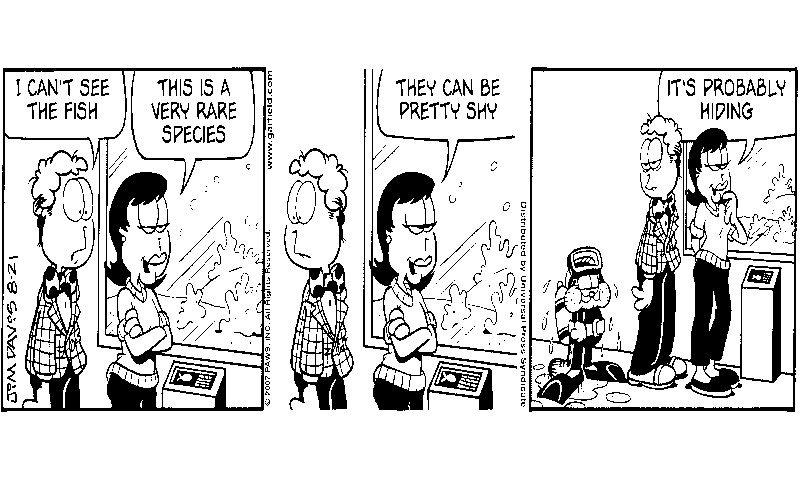 I CAN'T SEE
THE FISH
THIS IS A
VERY RARE
SPECIES
JIM DAVIS 8·21
www.garfield.com
© 2007 PAWS, INC. All Rights Reserved.
THEY CAN BE
PRETTY SHY
Distributed by Universal Press Syndicate
IT'S PROBABLY
HIDING